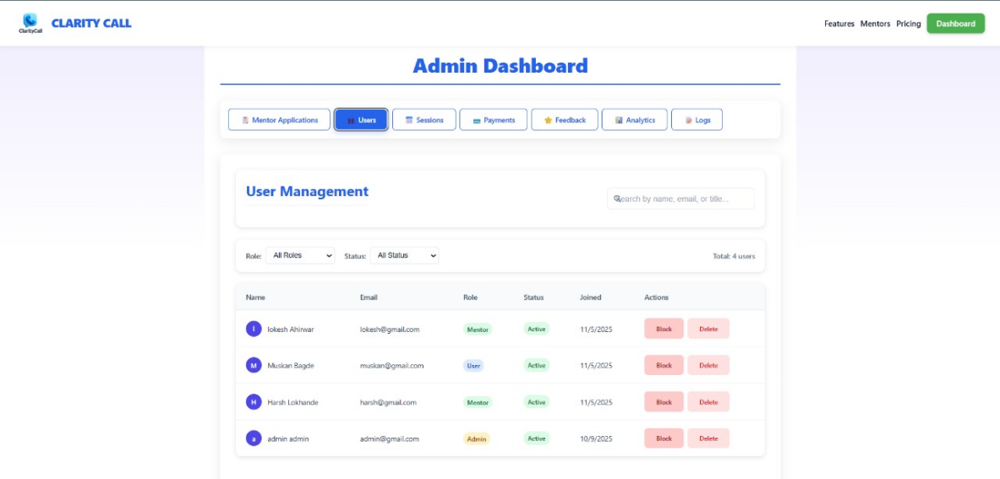 ClarityCall
CLARITY CALL
Features Mentors Pricing Dashboard
Admin Dashboard
Mentor Applications Users Sessions Payments Feedback Analytics Logs
User Management
Search by name, email, or title...
Role: All Roles Status: All Status Total: 4 users
Name Email Role Status Joined Actions
l lokesh Ahirwar lokesh@gmail.com Mentor Active 11/5/2025 Block Delete
M Muskan Bagde muskan@gmail.com User Active 11/5/2025 Block Delete
H Harsh Lokhande harsh@gmail.com Mentor Active 11/5/2025 Block Delete
a admin admin admin@gmail.com Admin Active 10/9/2025 Block Delete